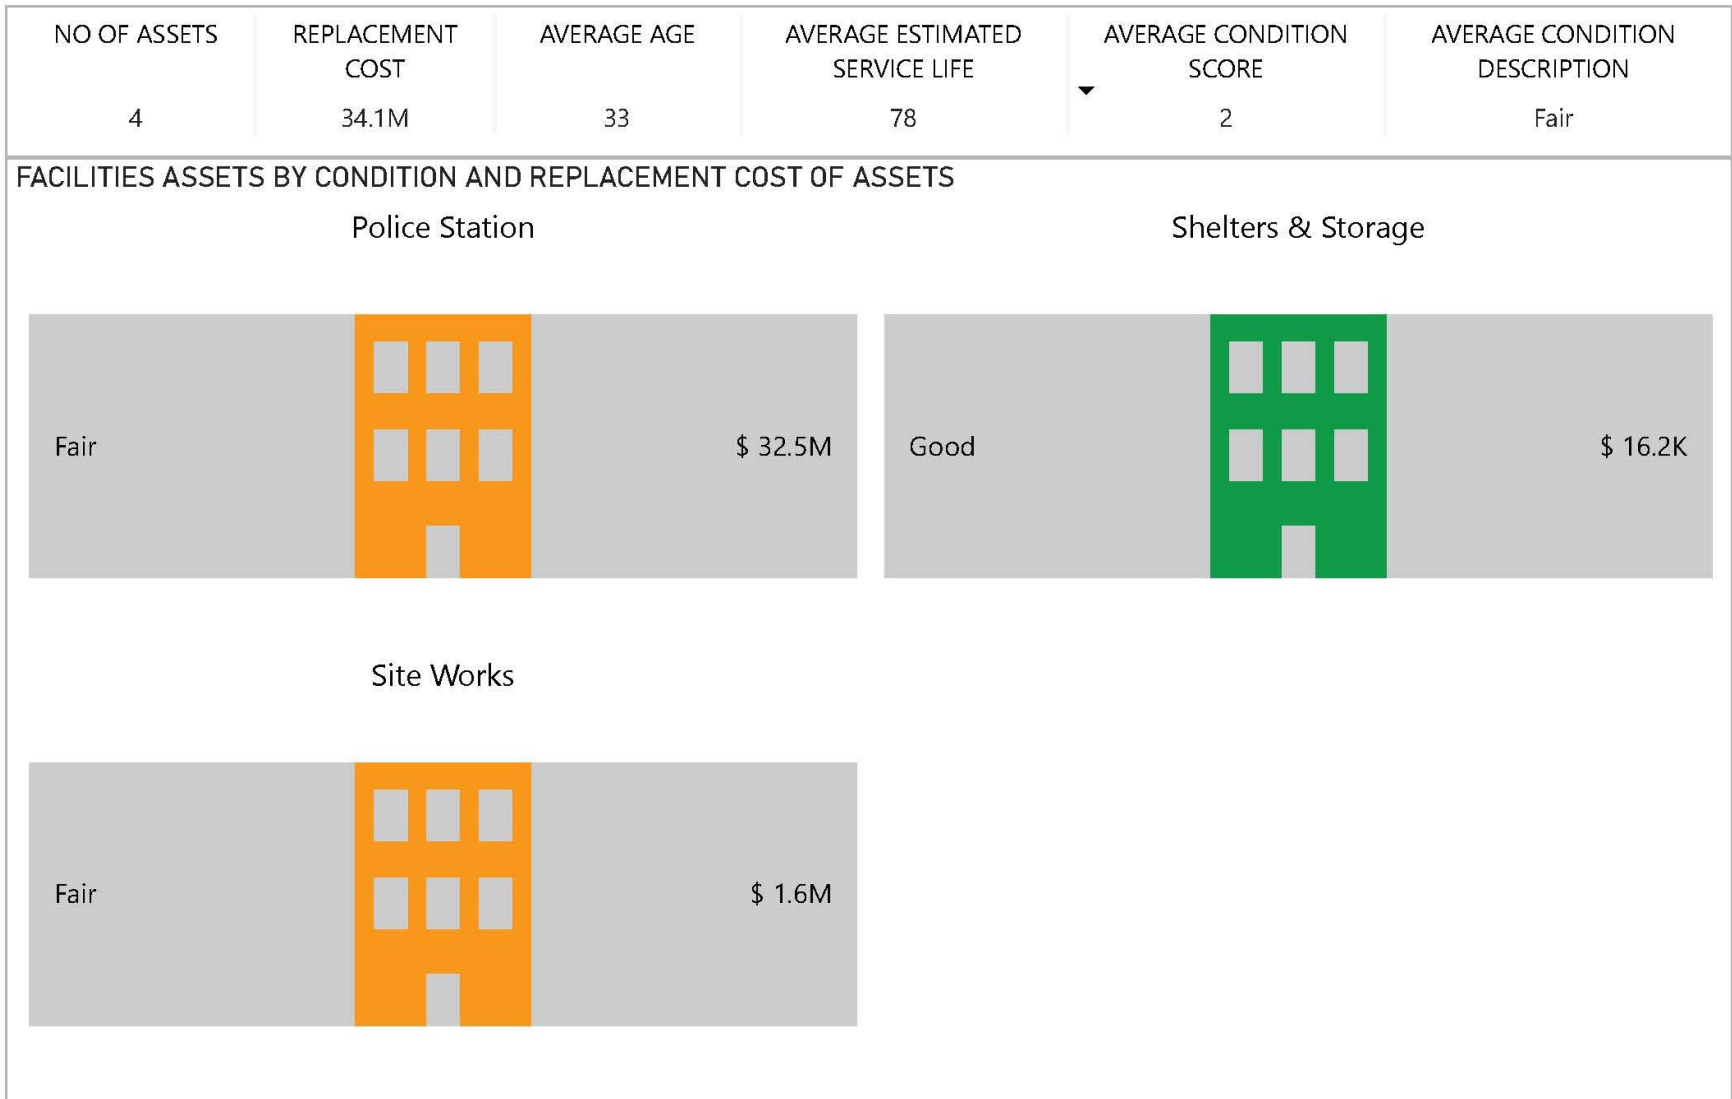 NO OF ASSETS
4
REPLACEMENT
COST
34.1M
AVERAGE AGE
33
AVERAGE ESTIMATED
SERVICE LIFE
78
AVERAGE CONDITION
SCORE
2
AVERAGE CONDITION
DESCRIPTION
Fair
FACILITIES ASSETS BY CONDITION AND REPLACEMENT COST OF ASSETS
Police Station
Fair
$ 32.5M
Shelters & Storage
Good
$ 16.2K
Site Works
Fair
$ 1.6M